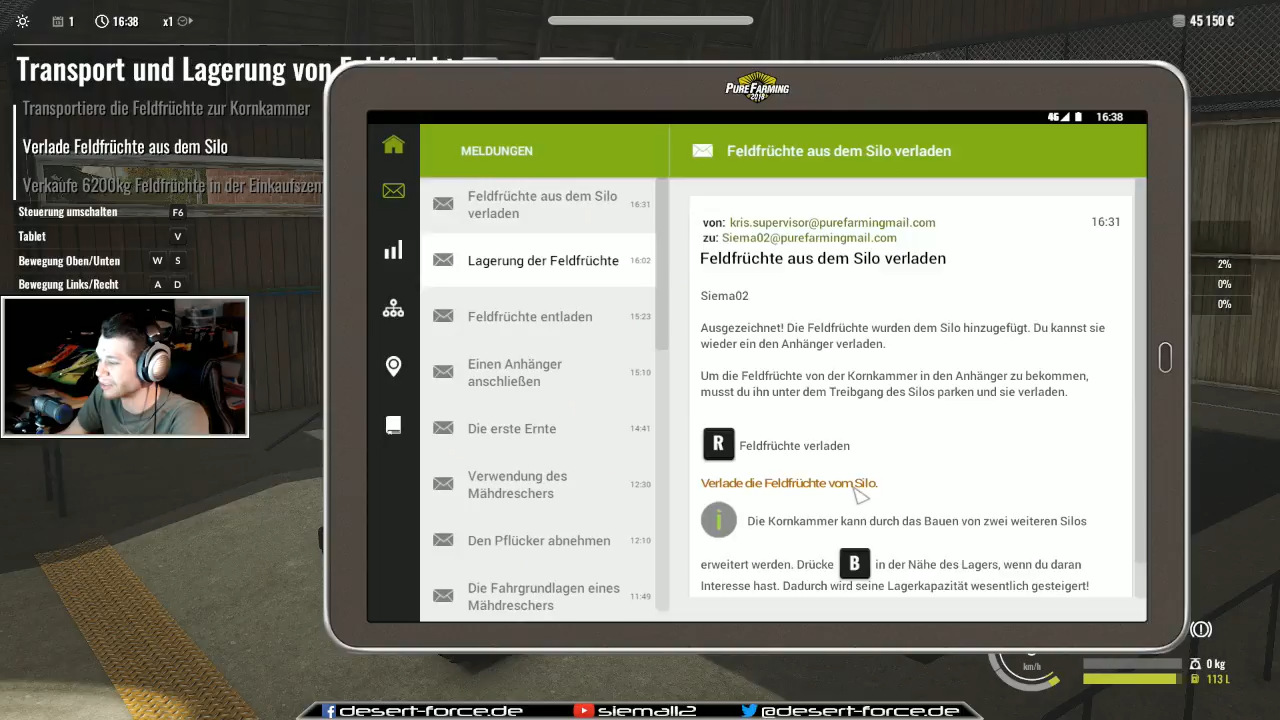 1
16:38
x1
45 150 €
Transport und Lagerung von
Transportiere die Feldfrüchte zur Kornkammer
Verlade Feldfrüchte aus dem Silo
Verkäufe 6200kg Feldfrüchte in der Einkaufszen
Steuerung umschalten F6
Tablet V
Bewegung Oben/Unten W S
Bewegung Links/Recht A D
PUREFARMING
2018
4G 16:38
MELDUNGEN
Feldfrüchte aus dem Silo verladen 16:31
Lagerung der Feldfrüchte 16:02
Feldfrüchte entladen 15:23
Einen Anhänger anschließen 15:10
Die erste Ernte 14:41
Verwendung des Mähdreschers 12:30
Den Pflücker abnehmen 12:10
Die Fahrgrundlagen eines Mähdreschers 11:49
Feldfrüchte aus dem Silo verladen
von: kris.supervisor@purefarmingmail.com 16:31
zu: Siema02@purefarmingmail.com
Feldfrüchte aus dem Silo verladen
Siema02
Ausgezeichnet! Die Feldfrüchte wurden dem Silo hinzugefügt. Du kannst sie
wieder ein den Anhänger verladen.
Um die Feldfrüchte von der Kornkammer in den Anhänger zu bekommen,
musst du ihn unter dem Treibgang des Silos parken und sie verladen.
R Feldfrüchte verladen
Verlade die Feldfrüchte vom Silo.
i Die Kornkammer kann durch das Bauen von zwei weiteren Silos
erweitert werden. Drücke B in der Nähe des Lagers, wenn du daran
Interesse hast. Dadurch wird seine Lagerkapazität wesentlich gesteigert!
2%
0%
0%
km/h
0 kg
113 L
desert-force.de
siemall2
@desert-force.de